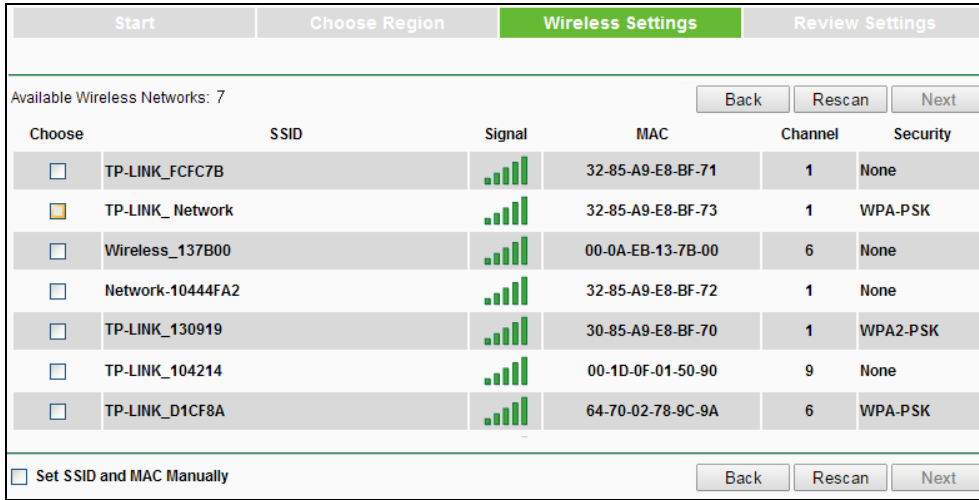 Start Choose Region Wireless Settings Review Settings
Available Wireless Networks: 7 Back Rescan Next
Choose SSID Signal MAC Channel Security
TP-LINK_FCFC7B 32-85-A9-E8-BF-71 1 None
TP-LINK_ Network 32-85-A9-E8-BF-73 1 WPA-PSK
Wireless_137B00 00-0A-EB-13-7B-00 6 None
Network-10444FA2 32-85-A9-E8-BF-72 1 None
TP-LINK_130919 30-85-A9-E8-BF-70 1 WPA2-PSK
TP-LINK_104214 00-1D-0F-01-50-90 9 None
TP-LINK_D1CF8A 64-70-02-78-9C-9A 6 WPA-PSK
Set SSID and MAC Manually Back Rescan Next